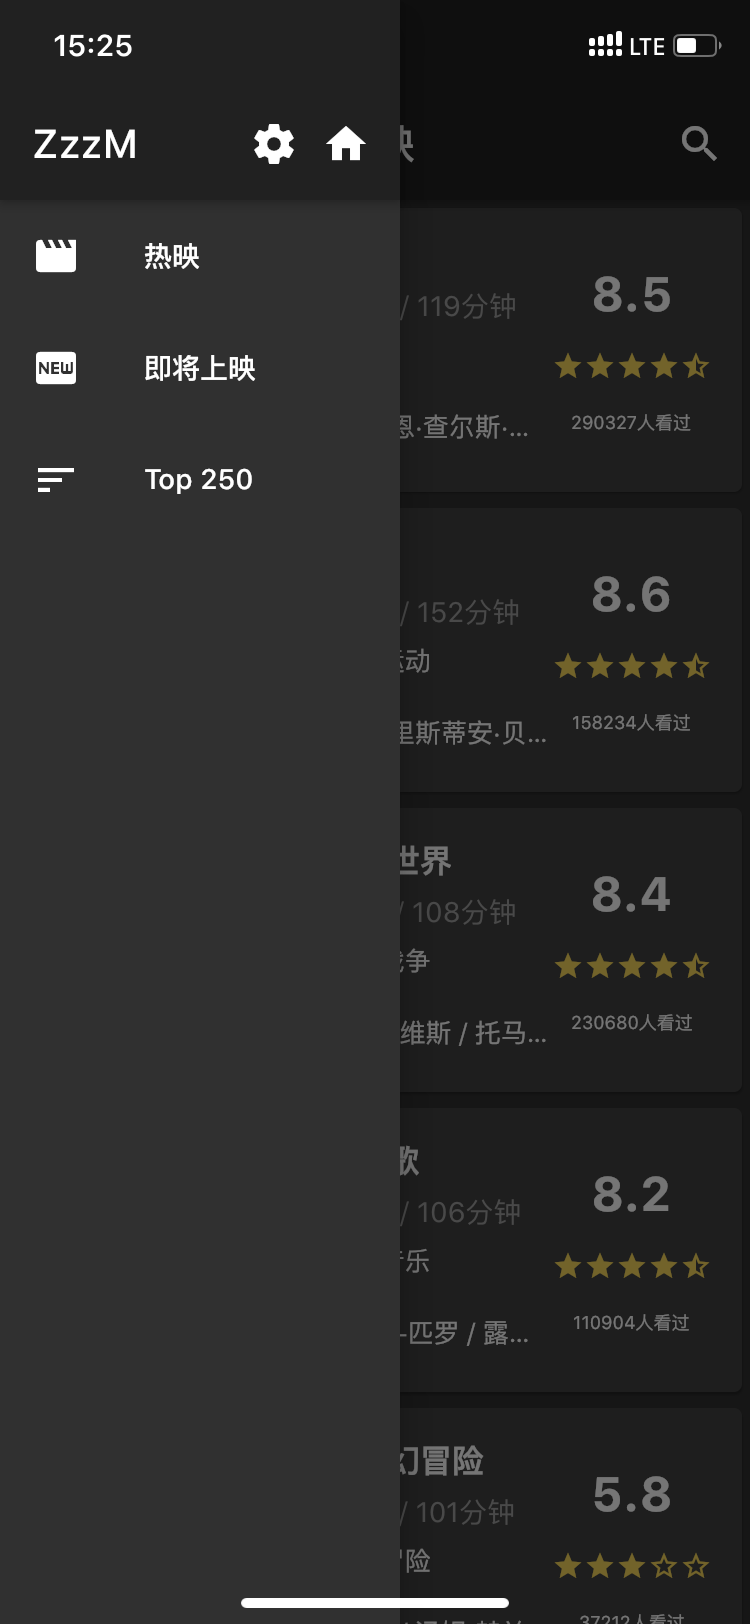 15:25
LTE
ZzzM
映
热映
即将上映
NEW
Top 250
/ 119分钟
8.5
恩·查尔斯·...
290327人看过
/ 152分钟
8.6
动
里斯蒂安·贝...
158234人看过
世界
8.4
/ 108分钟
争
维斯 / 托马...
230680人看过
歌
8.2
/ 106分钟
乐
-匹罗 / 露...
110904人看过
幻冒险
5.8
/ 101分钟
险
37212人看过